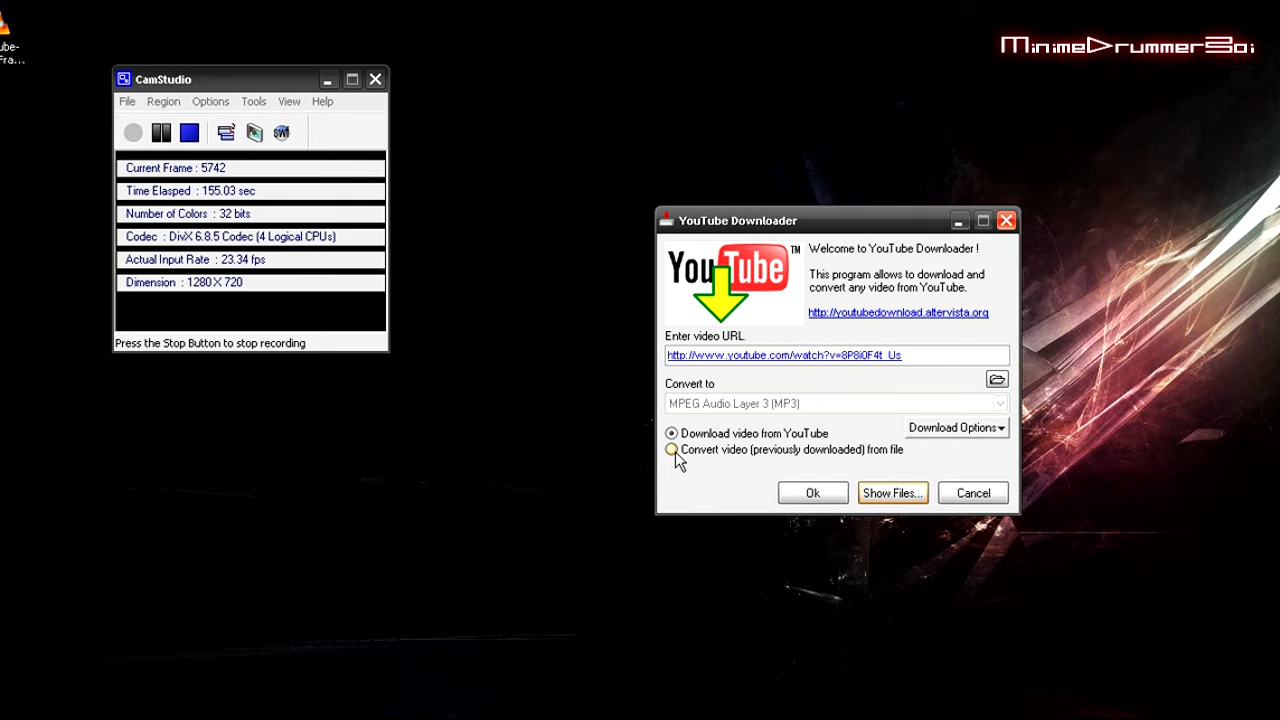 MinimeDrummerBoi
ube-
Fra...
CamStudio
File Region Options Tools View Help
SWF
Current Frame : 5742
Time Elasped : 155.03 sec
Number of Colors : 32 bits
Codec : DivX 6.8.5 Codec (4 Logical CPUs)
Actual Input Rate : 23.34 fps
Dimension : 1280 X 720
Press the Stop Button to stop recording
YouTube Downloader
YouTube TM
Welcome to YouTube Downloader !
This program allows to download and
convert any video from YouTube.
http://youtubedownload.altervista.org
Enter video URL
http://www.youtube.com/watch?v=8P8i0F4t_Us
Convert to
MPEG Audio Layer 3 (MP3)
Download video from YouTube
Download Options
Convert video (previously downloaded) from file
Ok Show Files... Cancel